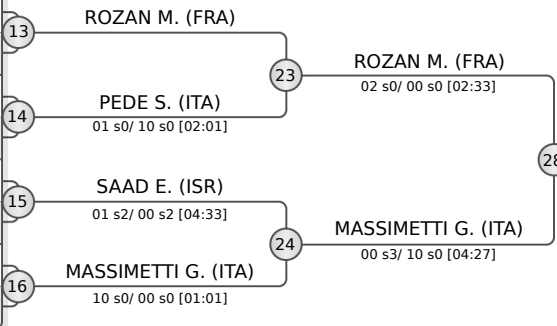 ROZAN M. (FRA)
13
23
ROZAN M. (FRA)
02 s0/ 00 s0 [02:33]
PEDE S. (ITA)
14
01 s0/ 10 s0 [02:01]
28
SAAD E. (ISR)
15
01 s2/ 00 s2 [04:33]
24
MASSIMETTI G. (ITA)
00 s3/ 10 s0 [04:27]
MASSIMETTI G. (ITA)
16
10 s0/ 00 s0 [01:01]